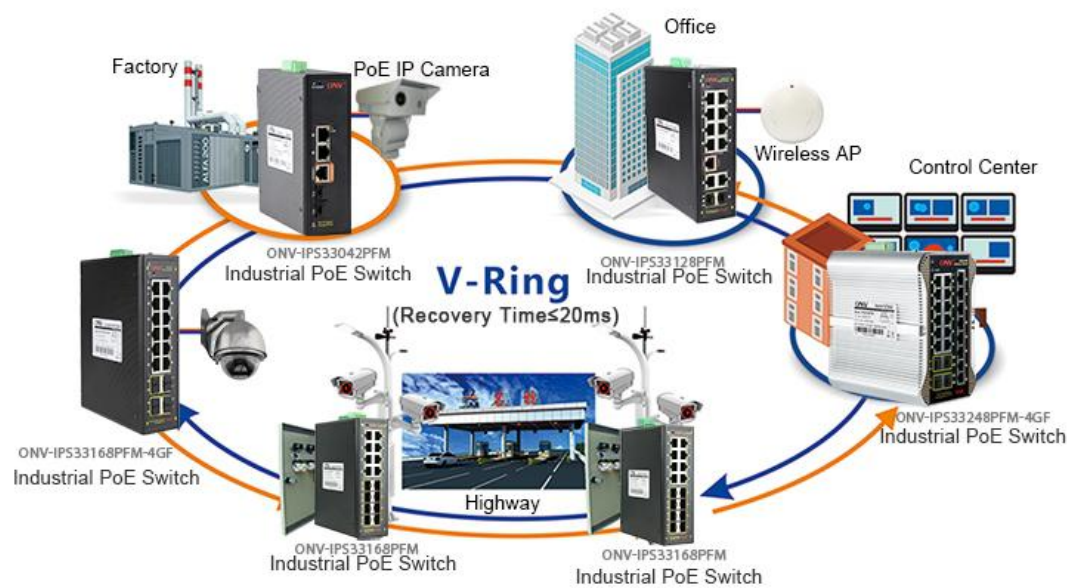 Office
Factory
PoE IP Camera
ALFA200
ONV
Wireless AP
Control Center
ONV-IPS33042PFM
Industrial PoE Switch
ONV-IPS33128PFM
Industrial PoE Switch
V-Ring
(Recovery Time≤20ms)
ONV-IPS33248PFM-4GF
Industrial PoE Switch
ONV-IPS33168PFM-4GF
Industrial PoE Switch
Highway
ONV-IPS33168PFM
Industrial PoE Switch
ONV-IPS33168PFM
Industrial PoE Switch